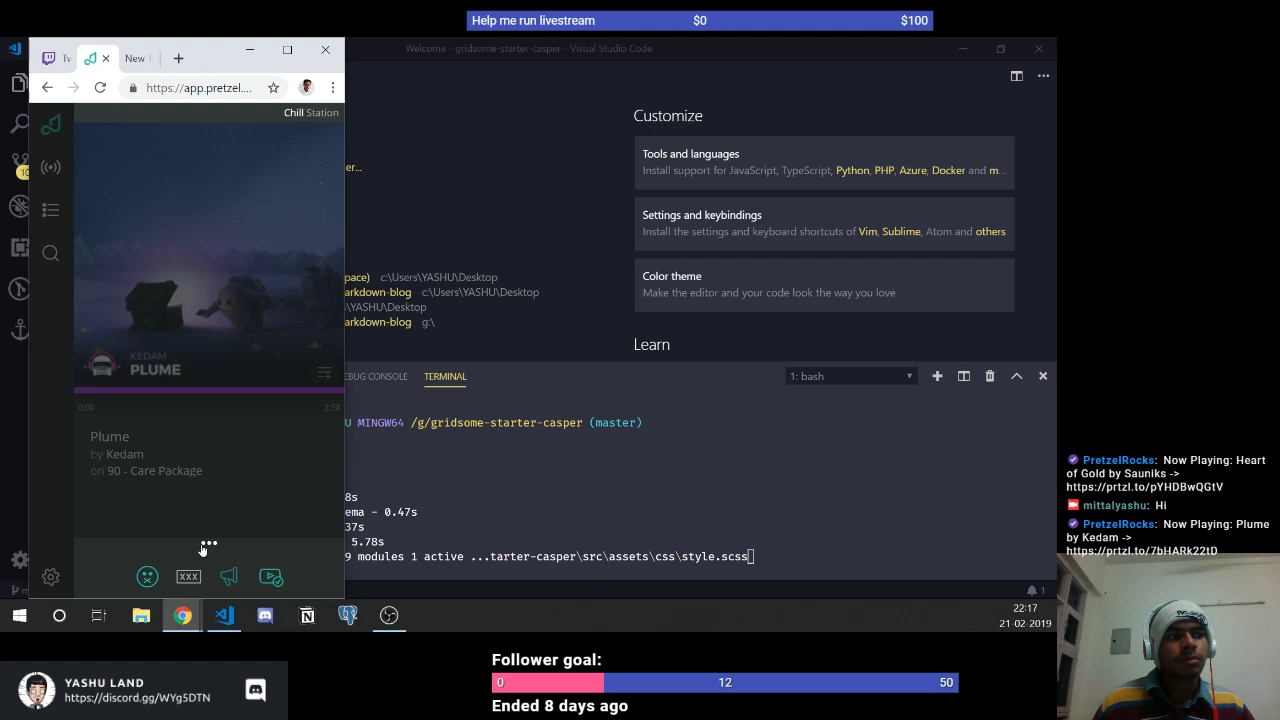 Help me run livestream $0 $100
Welcome - gridsome-starter-casper - Visual Studio Code
Tv
New
https://app.pretzel....
Chill Station
KEDAM
PLUME
0:00 2:58
Plume
by Kedam
on 90 - Care Package
xxx
er...
pace) c:\Users\YASHU\Desktop
arkdown-blog c:\Users\YASHU\Desktop
\YASHU\Desktop
arkdown-blog g:\
Customize
Tools and languages
Install support for JavaScript, TypeScript, Python, PHP, Azure, Docker and m...
Settings and keybindings
Install the settings and keyboard shortcuts of Vim, Sublime, Atom and others
Color theme
Make the editor and your code look the way you love
Learn
EBUG CONSOLE TERMINAL 1: bash
U MINGW64 /g/gridsome-starter-casper (master)
8s
ema - 0.47s
37s
5.78s
9 modules 1 active ...tarter-casper\src\assets\css\style.scss
1
22:17
21-02-2019
PretzelRocks: Now Playing: Heart
of Gold by Sauniks ->
https://prtzl.to/pYHDBwQGtV
mittalyashu: Hi
PretzelRocks: Now Playing: Plume
by Kedam ->
https://prtzl.to/7bHARk22tD
YASHU LAND
https://discord.gg/WYg5DTN
Follower goal:
0 12 50
Ended 8 days ago